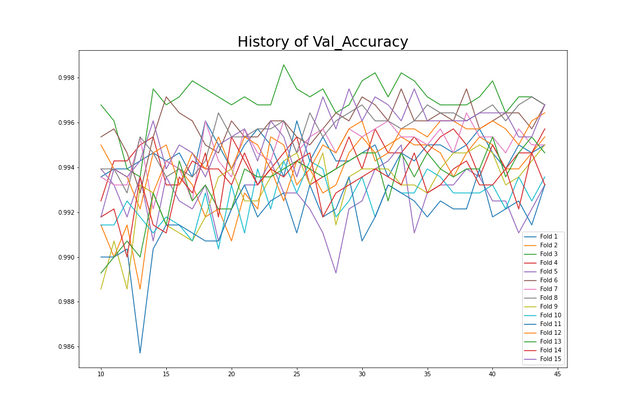 History of Val_Accuracy
0.998
0.996
0.994
0.992
0.990
0.988
0.986
10 15 20 25 30 35 40 45
Fold 1
Fold 2
Fold 3
Fold 4
Fold 5
Fold 6
Fold 7
Fold 8
Fold 9
Fold 10
Fold 11
Fold 12
Fold 13
Fold 14
Fold 15